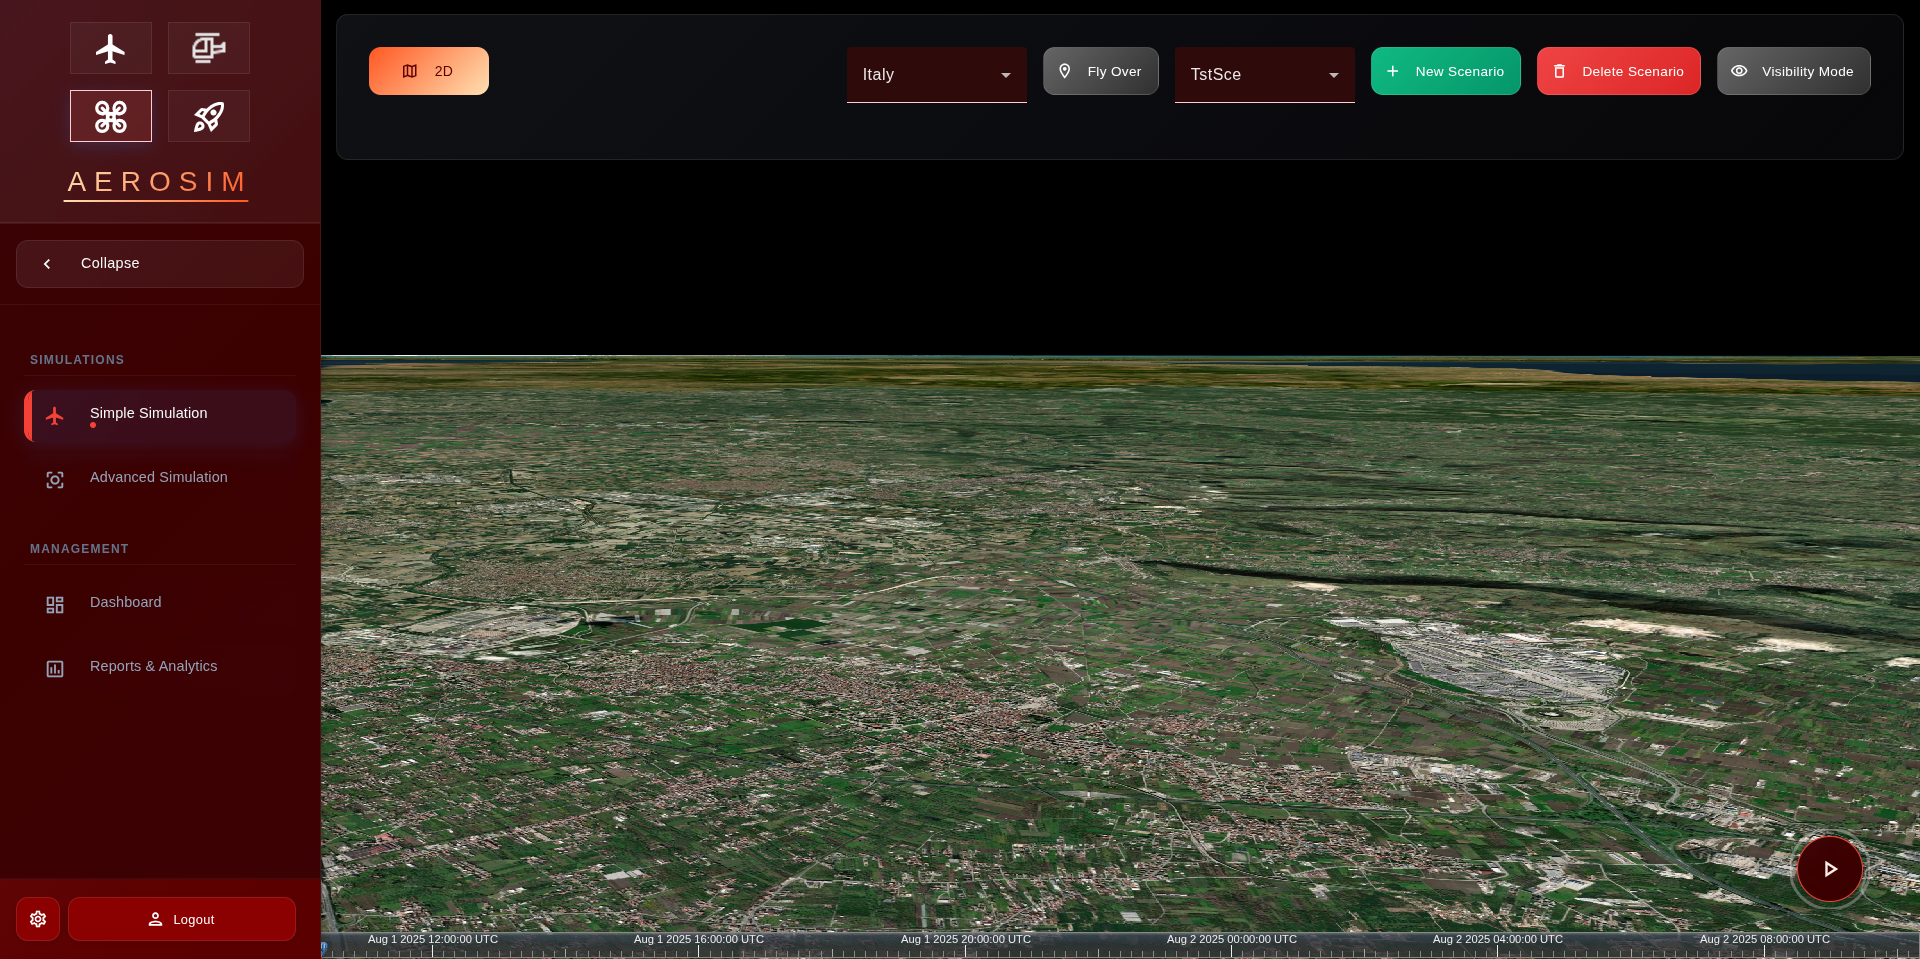 AEROSIM
Collapse
SIMULATIONS
Simple Simulation
Advanced Simulation
MANAGEMENT
Dashboard
Reports & Analytics
Logout
2D
Italy
Fly Over
TstSce
New Scenario
Delete Scenario
Visibility Mode
Aug 1 2025 12:00:00 UTC
Aug 1 2025 16:00:00 UTC
Aug 1 2025 20:00:00 UTC
Aug 2 2025 00:00:00 UTC
Aug 2 2025 04:00:00 UTC
Aug 2 2025 08:00:00 UTC